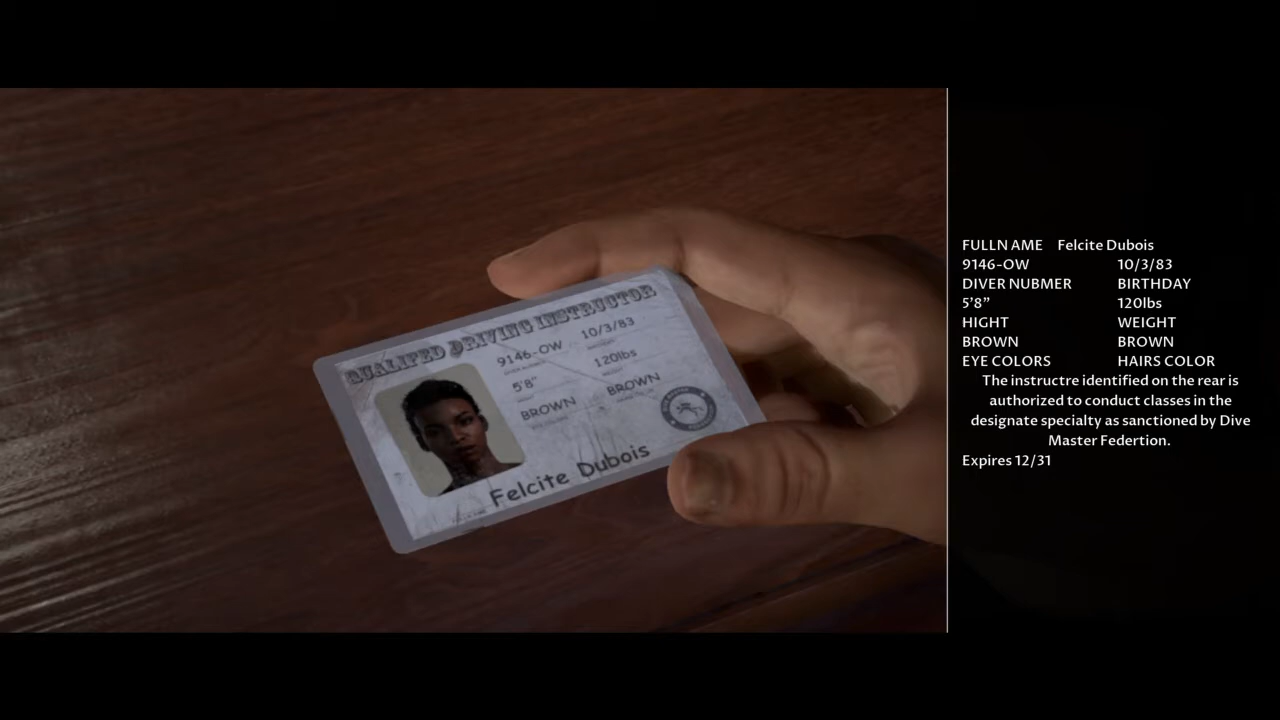 QUALIFED DRIVING INSTRUCTOR
9146-OW 10/3/83
5'8" 120lbs
BROWN BROWN
Felcite Dubois
FULLN AME Felcite Dubois
9146-OW 10/3/83
DIVER NUBMER BIRTHDAY
5’8” 120lbs
HIGHT WEIGHT
BROWN BROWN
EYE COLORS HAIRS COLOR
The instructre identified on the rear is
authorized to conduct classes in the
designate specialty as sanctioned by Dive
Master Federtion.
Expires 12/31